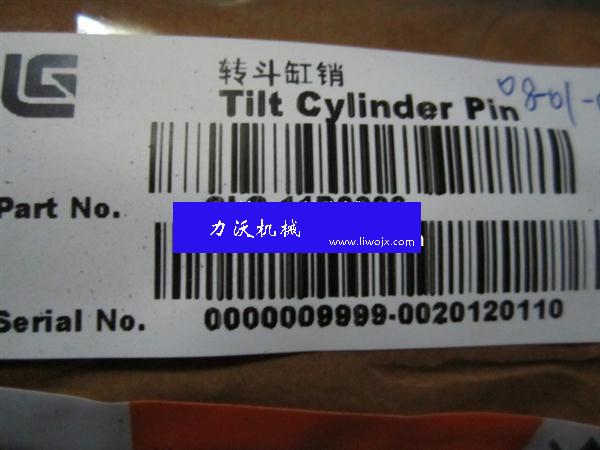 转斗缸销
Tilt Cylinder Pin
Part No.
力沃机械
www.liwojx.com
Serial No. 0000009999-0020120110